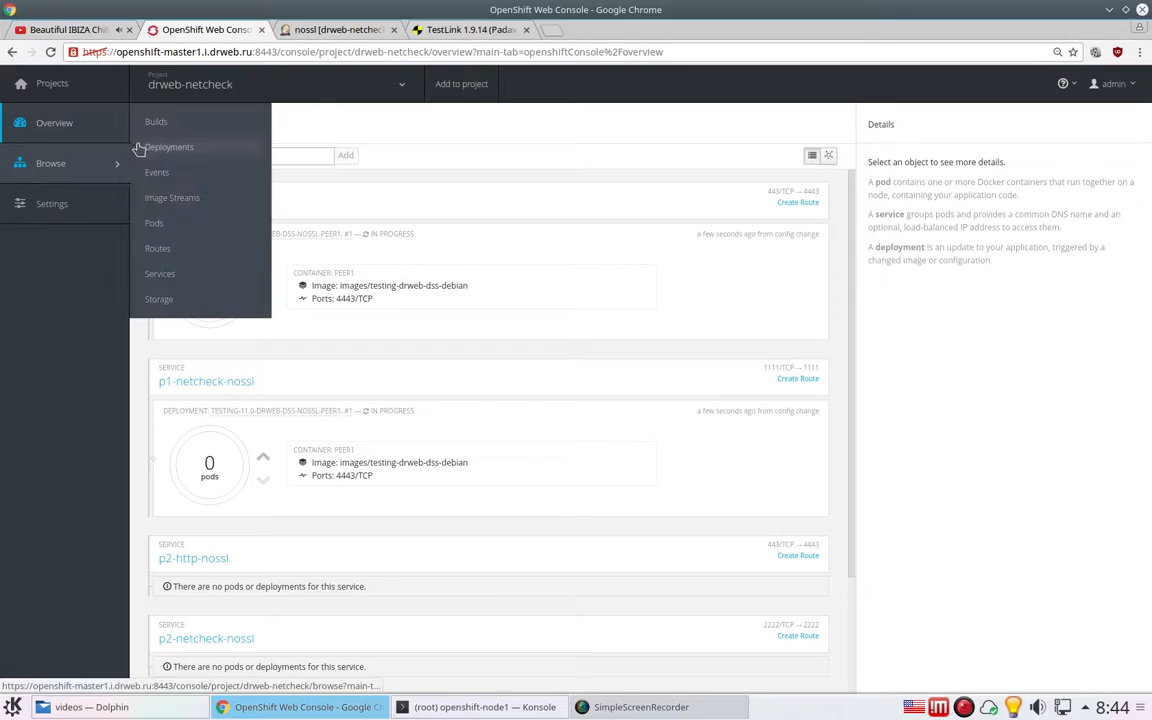 OpenShift Web Console - Google Chrome
Beautiful IBIZA Chil
OpenShift Web Cons
nossl [drweb-netchec
TestLink 1.9.14 (Padav
https://openshift-master1.i.drweb.ru:8443/console/project/drweb-netcheck/overview?main-tab=openshiftConsole%2Foverview
Projects
Project
drweb-netcheck
Add to project
admin
Overview
Browse
Settings
Builds
Deployments
Events
Image Streams
Pods
Routes
Services
Storage
Add
443/TCP → 4443
Create Route
EB-DSS-NOSSL-PEER1, #1 — IN PROGRESS
a few seconds ago from config change
CONTAINER: PEER1
Image: images/testing-drweb-dss-debian
Ports: 4443/TCP
SERVICE
p1-netcheck-nossl
1111/TCP → 1111
Create Route
DEPLOYMENT: TESTING-11.0-DRWEB-DSS-NOSSL-PEER1, #1 — IN PROGRESS
a few seconds ago from config change
0
pods
CONTAINER: PEER1
Image: images/testing-drweb-dss-debian
Ports: 4443/TCP
SERVICE
p2-http-nossl
443/TCP → 4443
Create Route
There are no pods or deployments for this service.
SERVICE
p2-netcheck-nossl
2222/TCP → 2222
Create Route
There are no pods or deployments for this service.
Details
Select an object to see more details.
A pod contains one or more Docker containers that run together on a
node, containing your application code.
A service groups pods and provides a common DNS name and an
optional, load-balanced IP address to access them.
A deployment is an update to your application, triggered by a
changed image or configuration.
https://openshift-master1.i.drweb.ru:8443/console/project/drweb-netcheck/browse?main-t...
videos — Dolphin
OpenShift Web Console - Google Ch
(root) openshift-node1 — Konsole
SimpleScreenRecorder
8:44